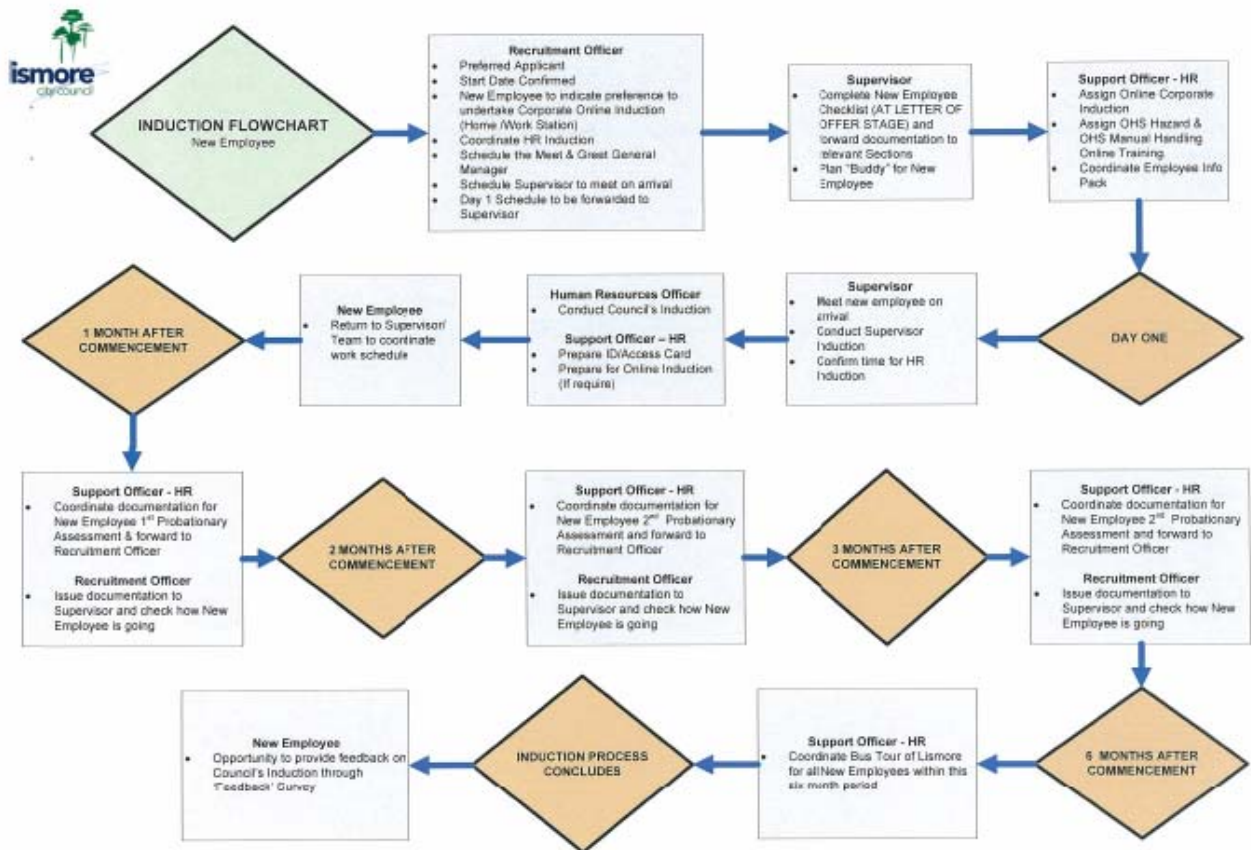 ismore
city council
INDUCTION FLOWCHART
New Employee
Recruitment Officer
• Preferred Applicant
• Start Date Confirmed
• New Employee to indicate preference to
undertake Corporate Online Induction
(Home /Work Station)
• Coordinate HR Induction
• Schedule the Meet & Greet General
Manager
• Schedule Supervisor to meet on arrival
• Day 1 Schedule to be forwarded to
Supervisor
Supervisor
• Complete New Employee
Checklist (AT LETTER OF
OFFER STAGE) and
forward documentation to
relevant Sections
• Plan "Buddy" for New
Employee
Support Officer - HR
• Assign Online Corporate
Induction
• Assign OHS Hazard &
OHS Manual Handling
Online Training.
• Coordinate Employee Info
Pack
DAY ONE
Supervisor
• Meet new employee on
arrival
• Conduct Supervisor
Induction
• Confirm time for HR
Induction
Human Resources Officer
• Conduct Council's Induction
Support Officer – HR
• Prepare ID/Access Card
• Prepare for Online Induction
(If require)
New Employee
• Return to Supervisor/
Team to coordinate
work schedule
1 MONTH AFTER
COMMENCEMENT
Support Officer - HR
• Coordinate documentation for
New Employee 1st Probationary
Assessment & forward to
Recruitment Officer
Recruitment Officer
• Issue documentation to
Supervisor and check how New
Employee is going
2 MONTHS AFTER
COMMENCEMENT
Support Officer - HR
• Coordinate documentation for
New Employee 2nd Probationary
Assessment and forward to
Recruitment Officer
Recruitment Officer
• Issue documentation to
Supervisor and check how New
Employee is going
3 MONTHS AFTER
COMMENCEMENT
Support Officer - HR
• Coordinate documentation for
New Employee 2nd Probationary
Assessment and forward to
Recruitment Officer
Recruitment Officer
• Issue documentation to
Supervisor and check how New
Employee is going
6 MONTHS AFTER
COMMENCEMENT
Support Officer - HR
• Coordinate Bus Tour of Lismore
for all New Employees within this
six month period
INDUCTION PROCESS
CONCLUDES
New Employee
• Opportunity to provide feedback on
Council's Induction through
'Feedback' Survey